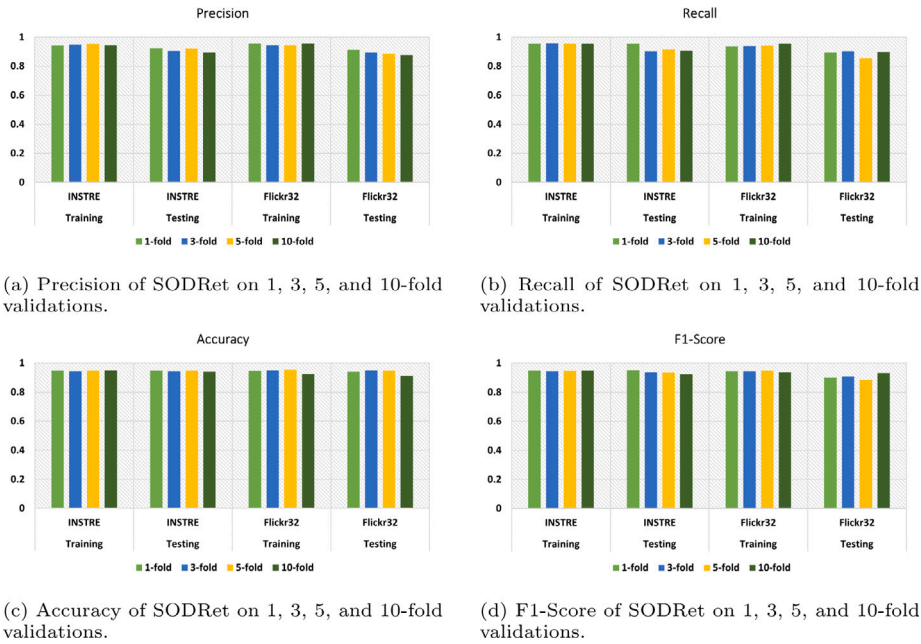 Precision
1
0.8
0.6
0.4
0.2
0
INSTRE INSTRE Flickr32 Flickr32
Training Testing Training Testing
1-fold 3-fold 5-fold 10-fold
(a) Precision of SODRet on 1, 3, 5, and 10-fold
validations.
Recall
1
0.8
0.6
0.4
0.2
0
INSTRE INSTRE Flickr32 Flickr32
Training Testing Training Testing
1-fold 3-fold 5-fold 10-fold
(b) Recall of SODRet on 1, 3, 5, and 10-fold
validations.
Accuracy
1
0.8
0.6
0.4
0.2
0
INSTRE INSTRE Flickr32 Flickr32
Training Testing Training Testing
1-fold 3-fold 5-fold 10-fold
(c) Accuracy of SODRet on 1, 3, 5, and 10-fold
validations.
F1-Score
1
0.8
0.6
0.4
0.2
0
INSTRE INSTRE Flickr32 Flickr32
Training Testing Training Testing
1-fold 3-fold 5-fold 10-fold
(d) F1-Score of SODRet on 1, 3, 5, and 10-fold
validations.